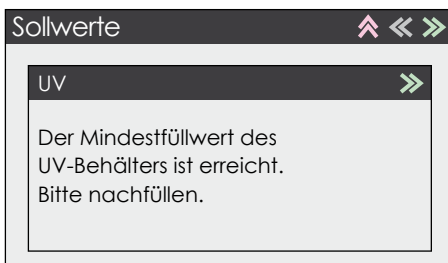 Sollwerte
UV
Der Mindestfüllwert des
UV-Behälters ist erreicht.
Bitte nachfüllen.